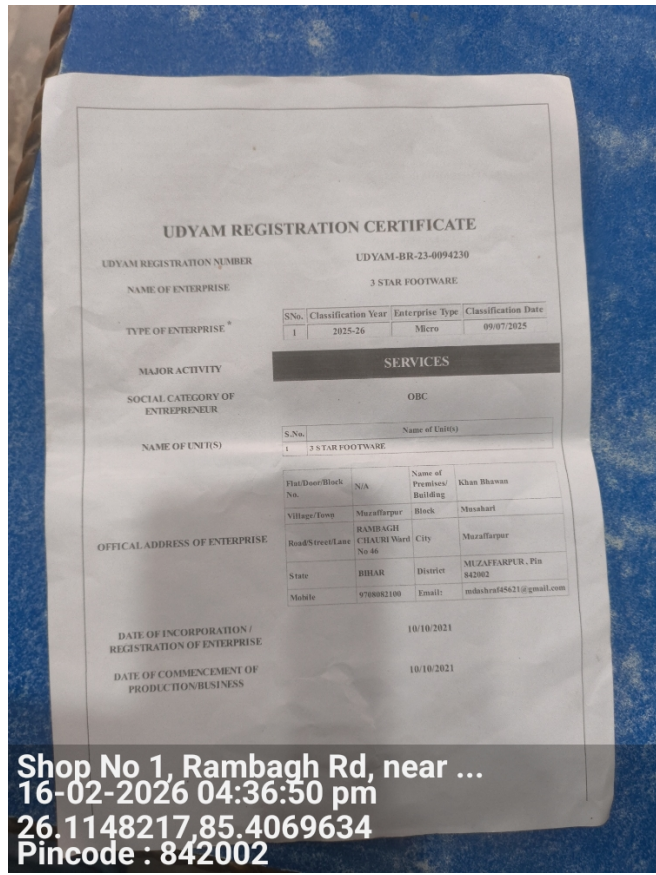 UDYAM REGISTRATION CERTIFICATE
UDYAM REGISTRATION NUMBER UDYAM-BR-23-0094230
NAME OF ENTERPRISE 3 STAR FOOTWARE
TYPE OF ENTERPRISE *
SNo. Classification Year Enterprise Type Classification Date
1 2025-26 Micro 09/07/2025
MAJOR ACTIVITY SERVICES
SOCIAL CATEGORY OF
ENTREPRENEUR
OBC
NAME OF UNIT(S)
S.No. Name of Unit(s)
1 3 STAR FOOTWARE
OFFICAL ADDRESS OF ENTERPRISE
Flat/Door/Block
No.
N/A
Name of
Premises/
Building
Khan Bhawan
Village/Town Muzaffarpur Block Musahari
Road/Street/Lane
RAMBAGH
CHAURI Ward
No 46
City Muzaffarpur
State BIHAR District
MUZAFFARPUR , Pin
842002
Mobile 9708082100 Email: mdashraf45621@gmail.com
DATE OF INCORPORATION /
REGISTRATION OF ENTERPRISE
10/10/2021
DATE OF COMMENCEMENT OF
PRODUCTION/BUSINESS
10/10/2021
Shop No 1, Rambagh Rd, near ...
16-02-2026 04:36:50 pm
26.1148217,85.4069634
Pincode : 842002